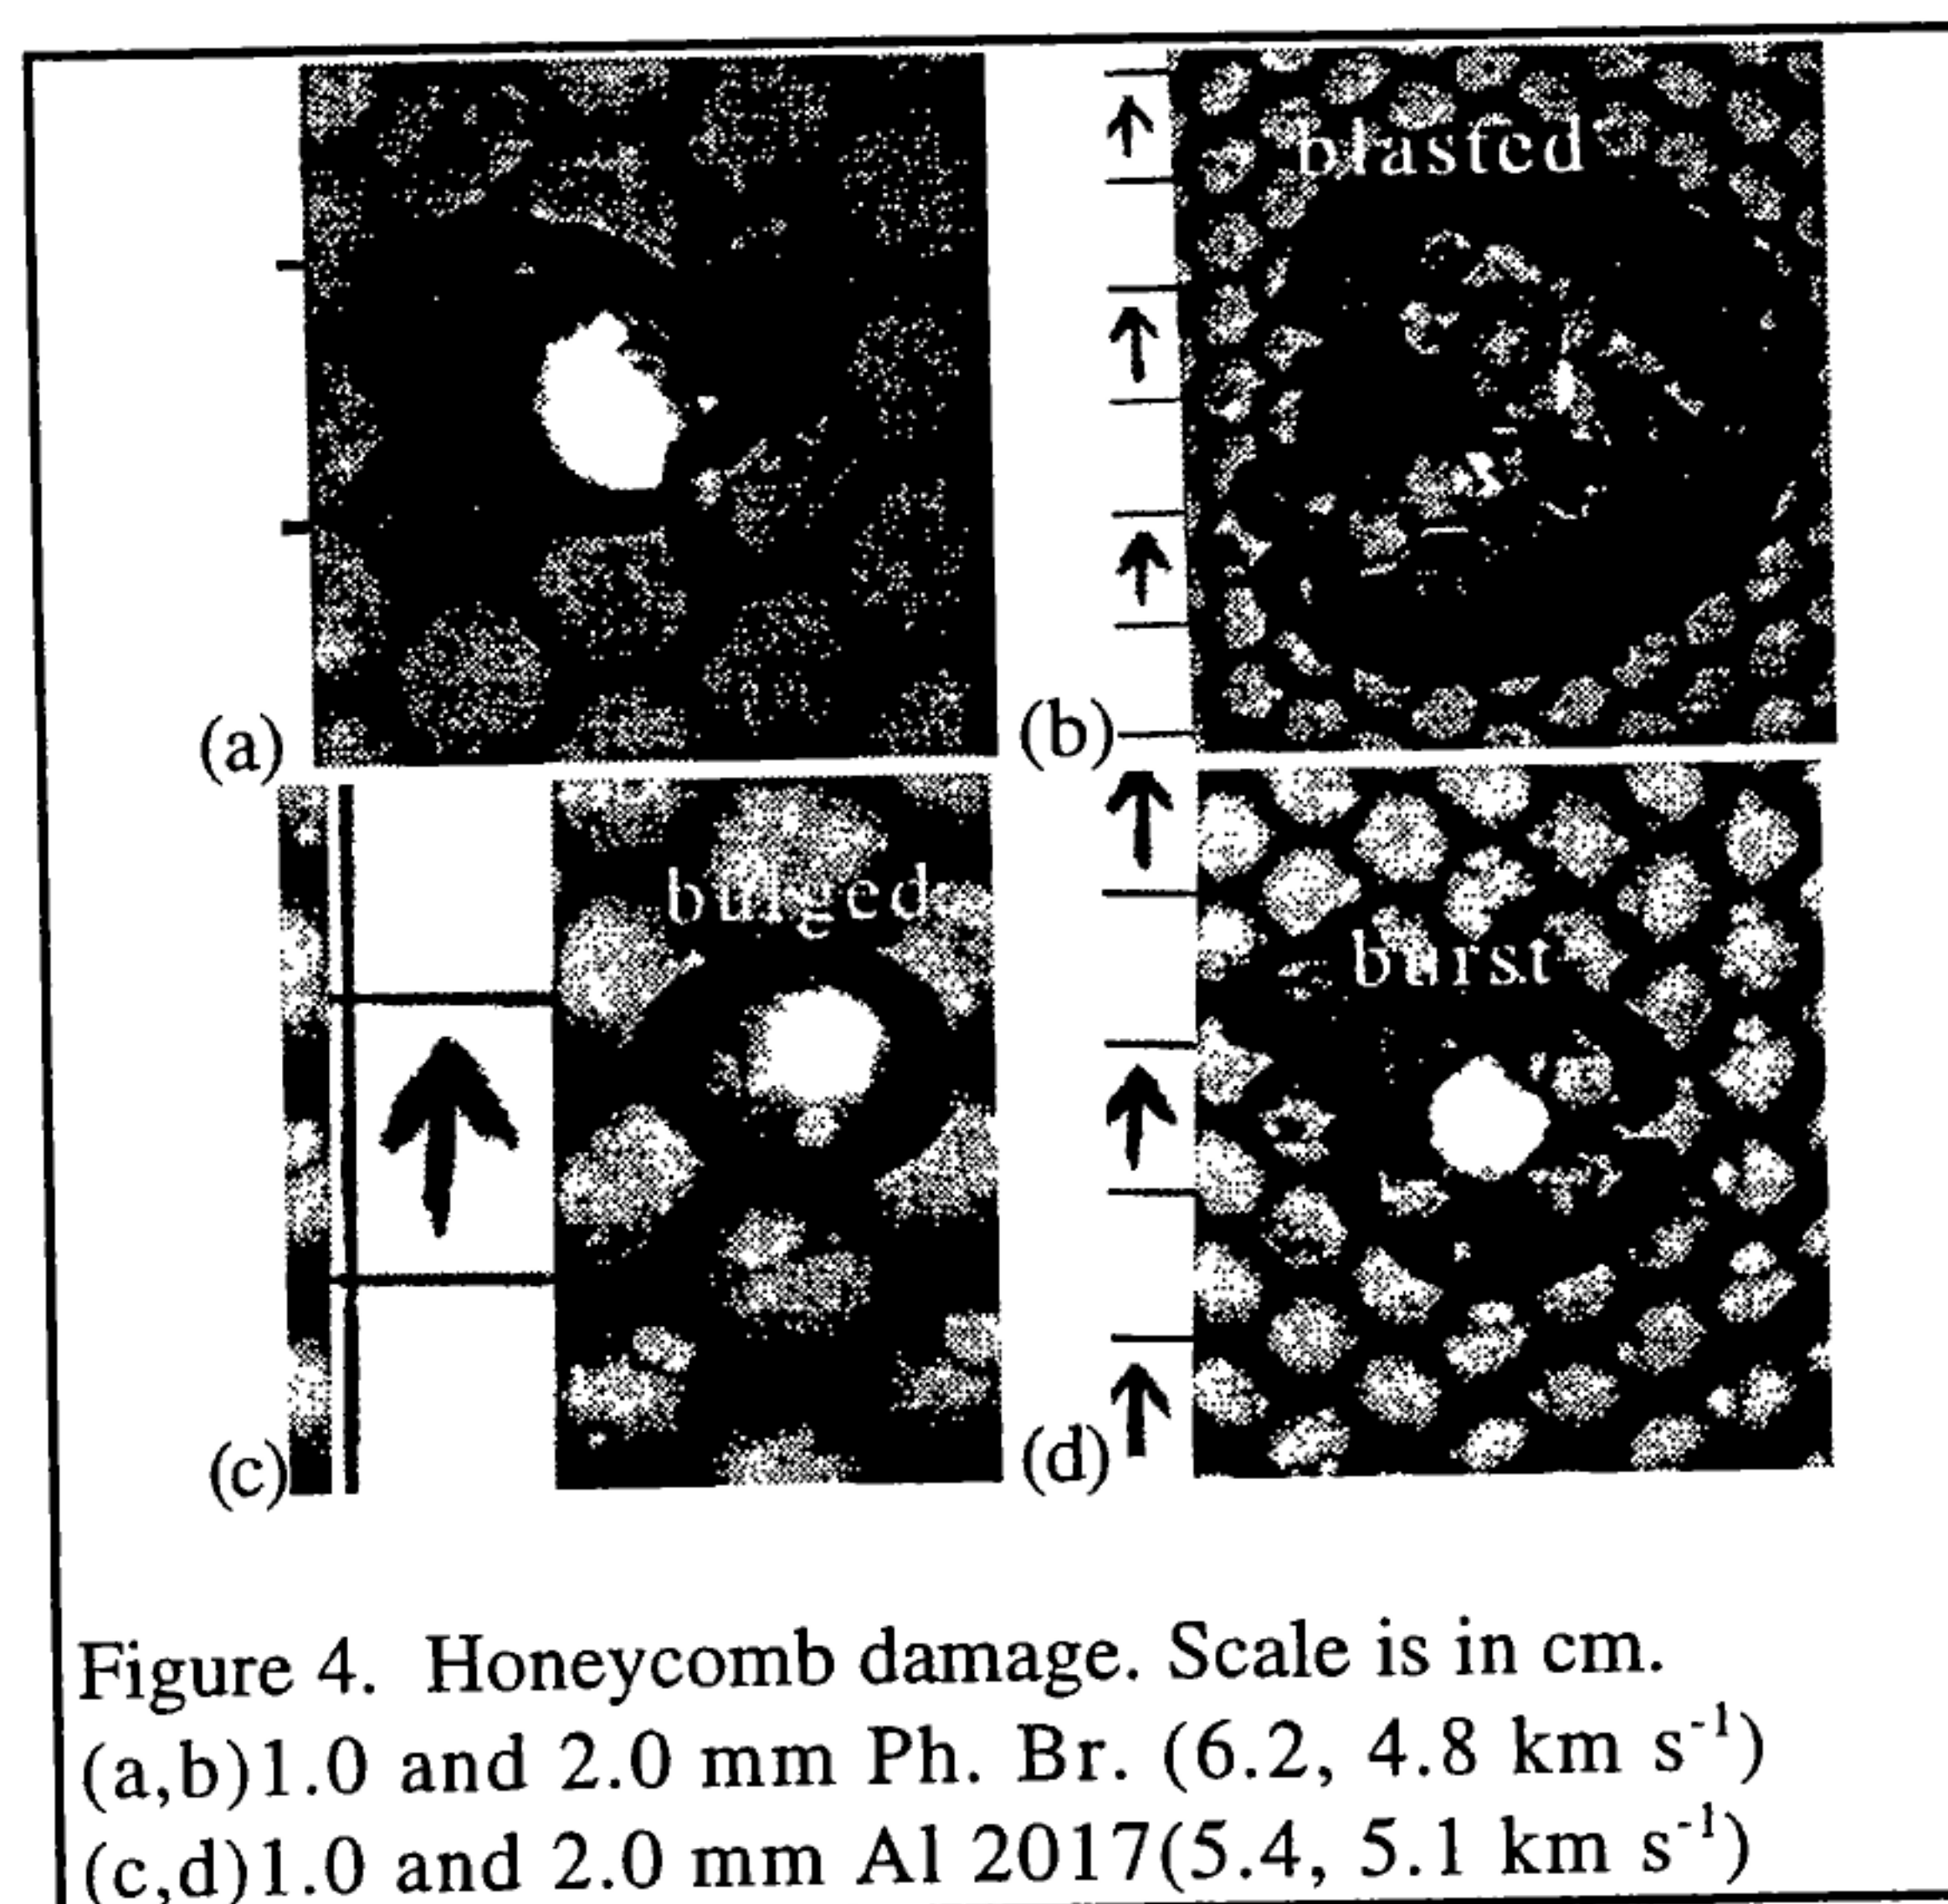 blasted
(a)
(b)
bulged
burst
(c)
(d)
Figure 4. Honeycomb damage. Scale is in cm.
(a,b)1.0 and 2.0 mm Ph. Br. (6.2, 4.8 km s⁻¹)
(c,d)1.0 and 2.0 mm Al 2017(5.4, 5.1 km s⁻¹)